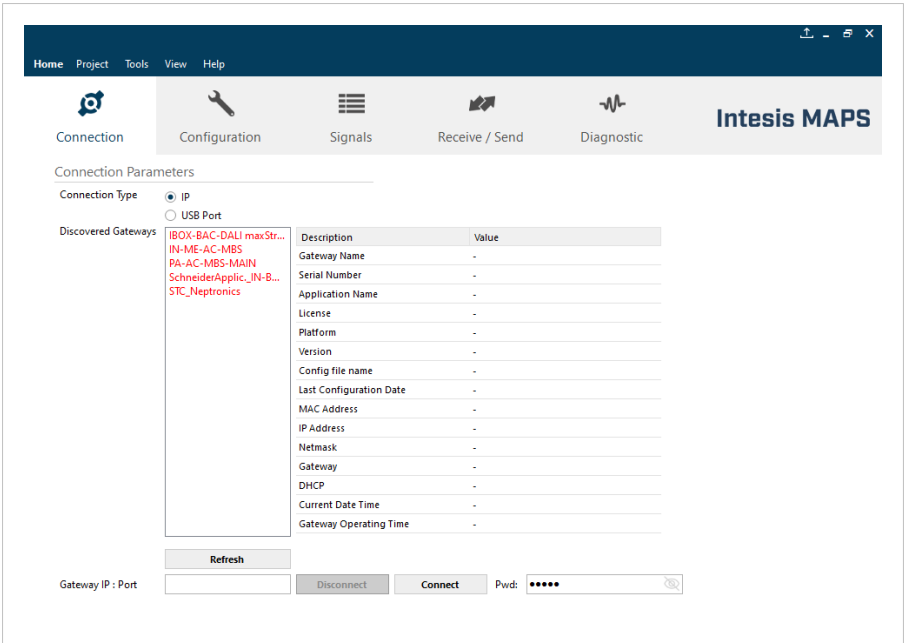 Home Project Tools View Help
Connection Configuration Signals Receive / Send Diagnostic
Intesis MAPS
Connection Parameters
Connection Type
IP
USB Port
Discovered Gateways
IBOX-BAC-DALI maxStr...
IN-ME-AC-MBS
PA-AC-MBS-MAIN
SchneiderApplic._IN-B...
STC_Neptronics
Description Value
Gateway Name -
Serial Number -
Application Name -
License -
Platform -
Version -
Config file name -
Last Configuration Date -
MAC Address -
IP Address -
Netmask -
Gateway -
DHCP -
Current Date Time -
Gateway Operating Time -
Refresh
Gateway IP : Port Disconnect Connect Pwd: •••••